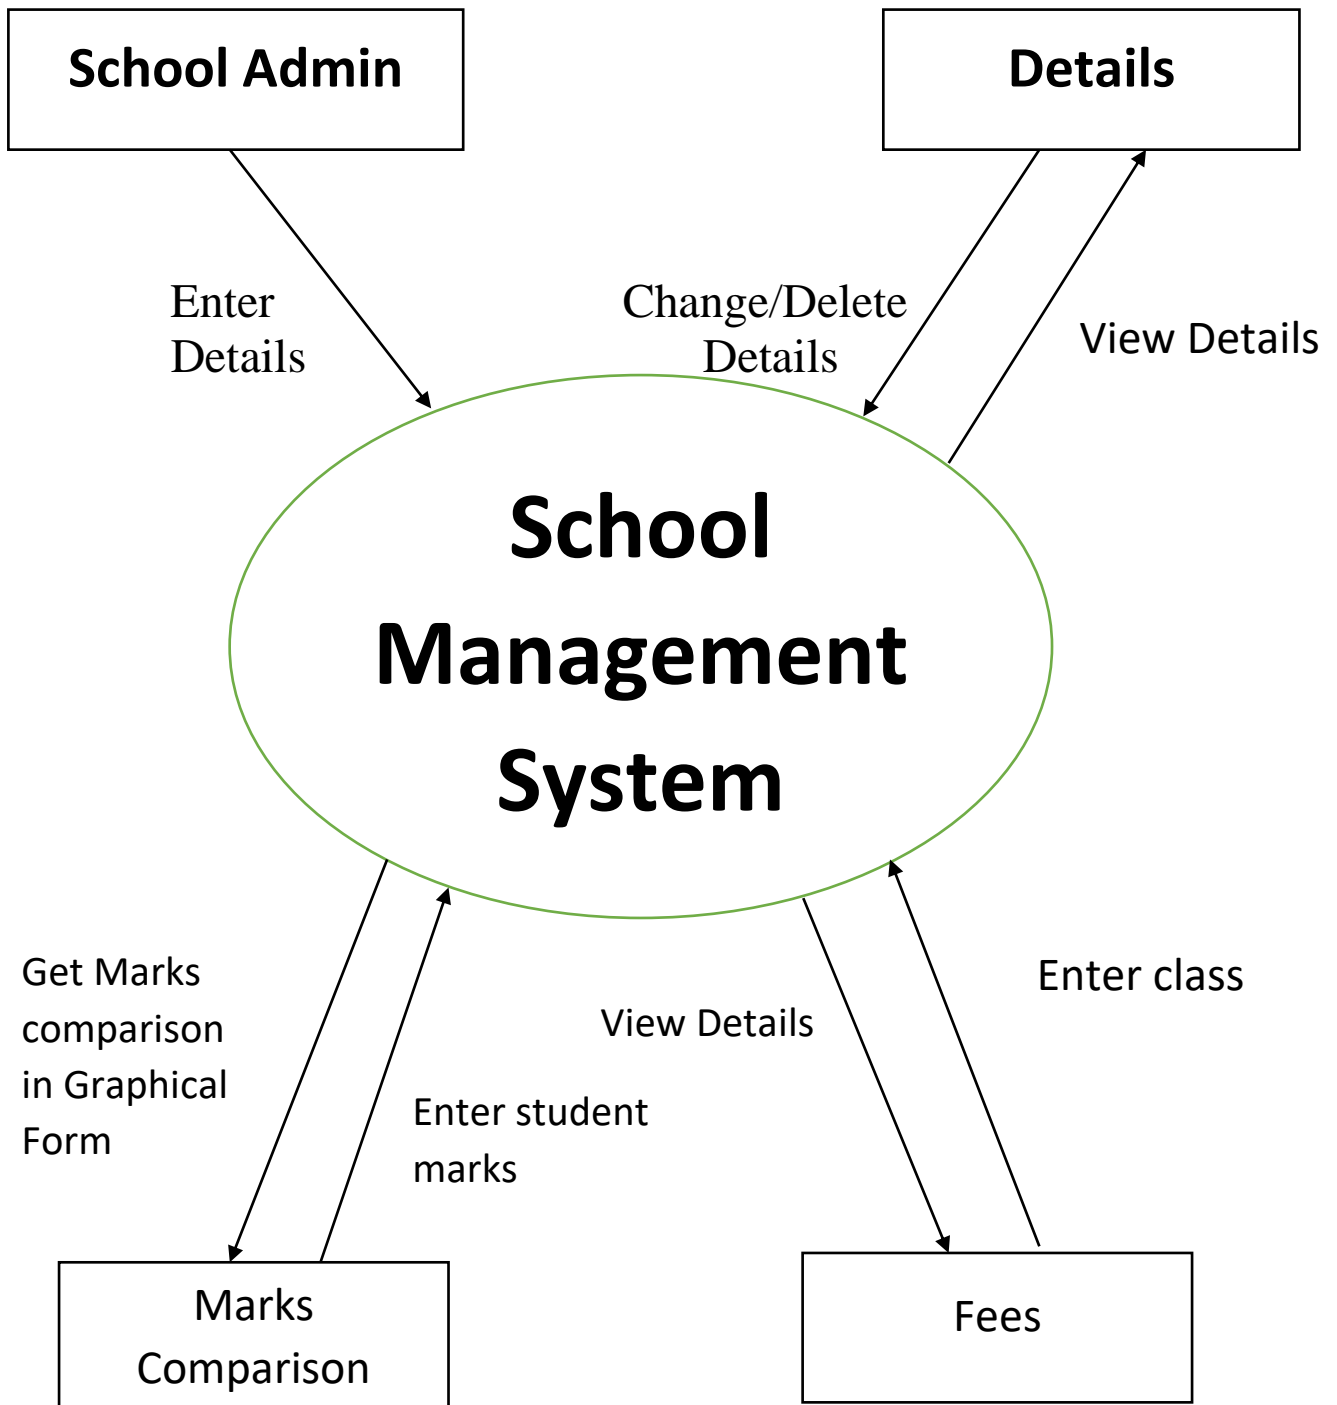 School Admin
Details
Enter
Details
Change/Delete
Details
View Details
School
Management
System
Get Marks
comparison
in Graphical
Form
Enter student
marks
View Details
Enter class
Marks
Comparison
Fees